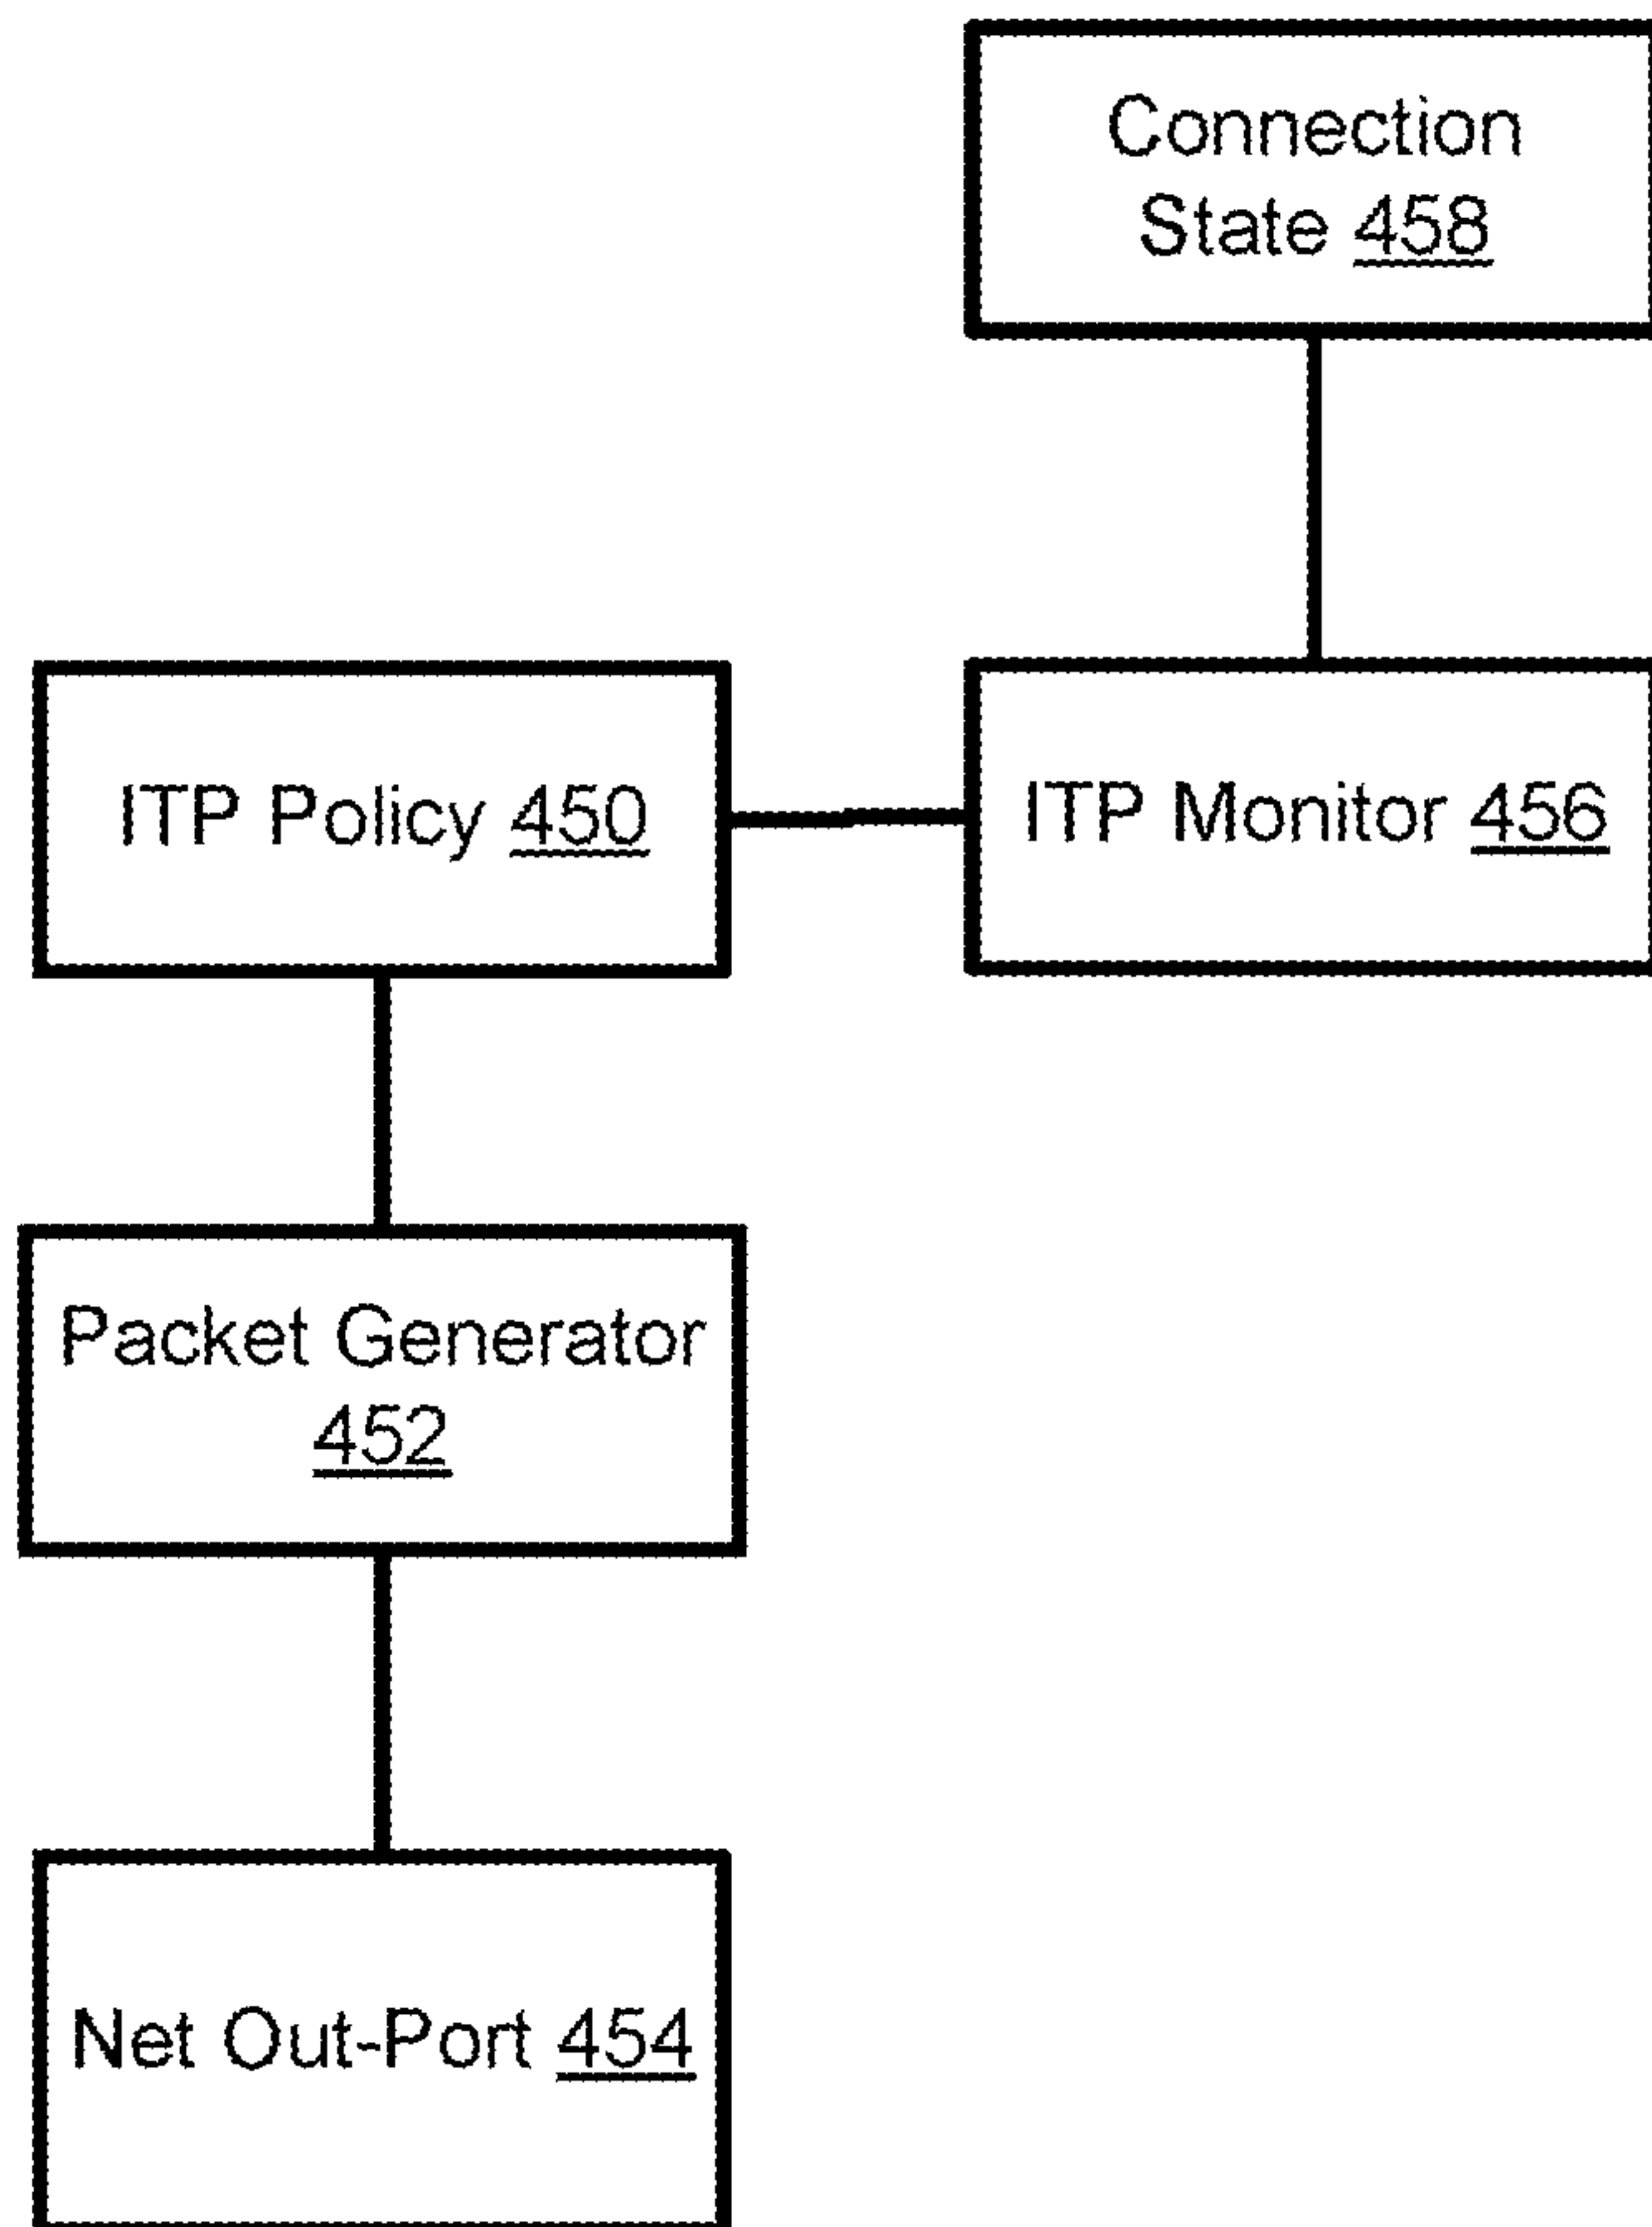 Connection
State 458
ITP Policy 450
ITP Monitor 456
Packet Generator
452
Net Out-Port 454